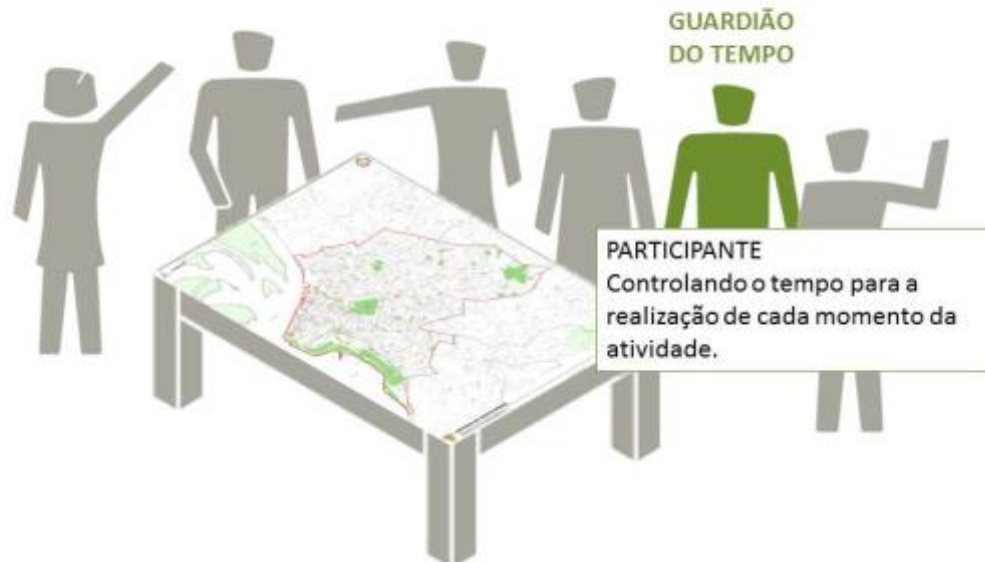 GUARDIÃO
DO TEMPO
PARTICIPANTE
Controlando o tempo para a
realização de cada momento da
atividade.